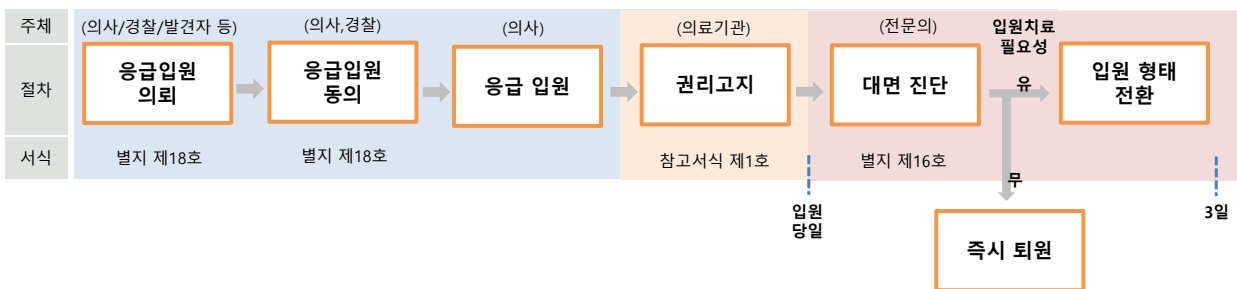 주체
(의사/경찰/발견자 등)
(의사,경찰)
(의사)
(의료기관)
(전문의)
입원치료
필요성
절차
응급입원
의뢰
응급입원
동의
응급 입원
권리고지
대면 진단
유
입원 형태
전환
서식
별지 제18호
별지 제18호
참고서식 제1호
별지 제16호
무
입원
당일
3일
즉시 퇴원